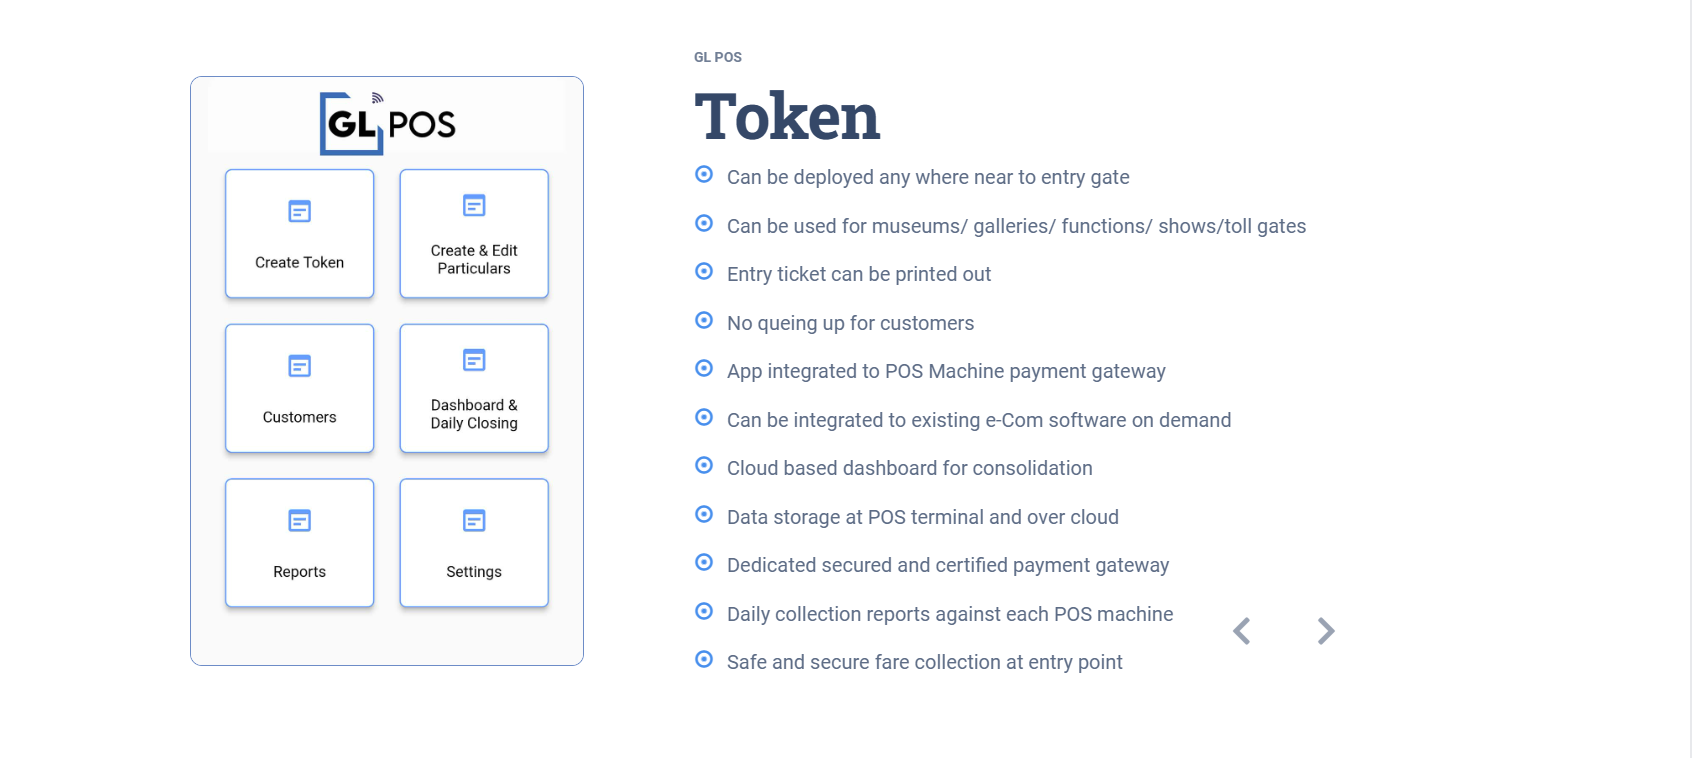 GL POS
Create Token
Create & Edit
Particulars
Customers
Dashboard &
Daily Closing
Reports
Settings
GL POS
Token
Can be deployed any where near to entry gate
Can be used for museums/ galleries/ functions/ shows/toll gates
Entry ticket can be printed out
No queing up for customers
App integrated to POS Machine payment gateway
Can be integrated to existing e-Com software on demand
Cloud based dashboard for consolidation
Data storage at POS terminal and over cloud
Dedicated secured and certified payment gateway
Daily collection reports against each POS machine
Safe and secure fare collection at entry point